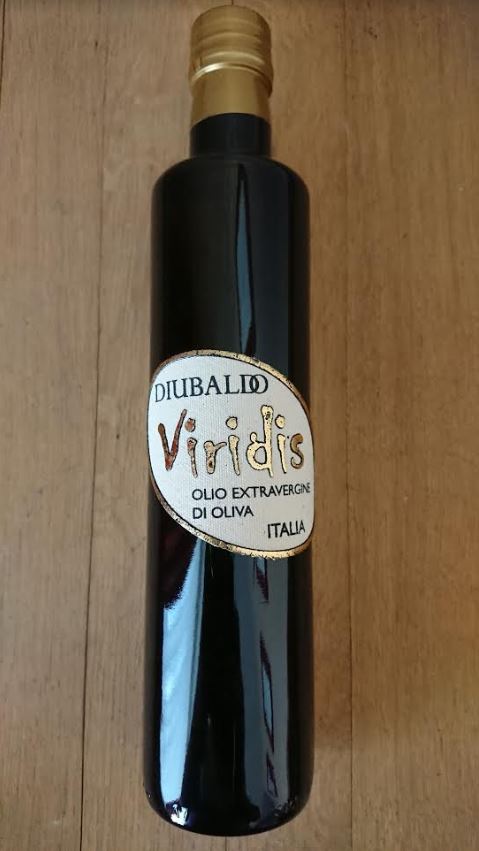 DIUBALDO
Viridis
OLIO EXTRAVERGINE
DI OLIVA
ITALIA